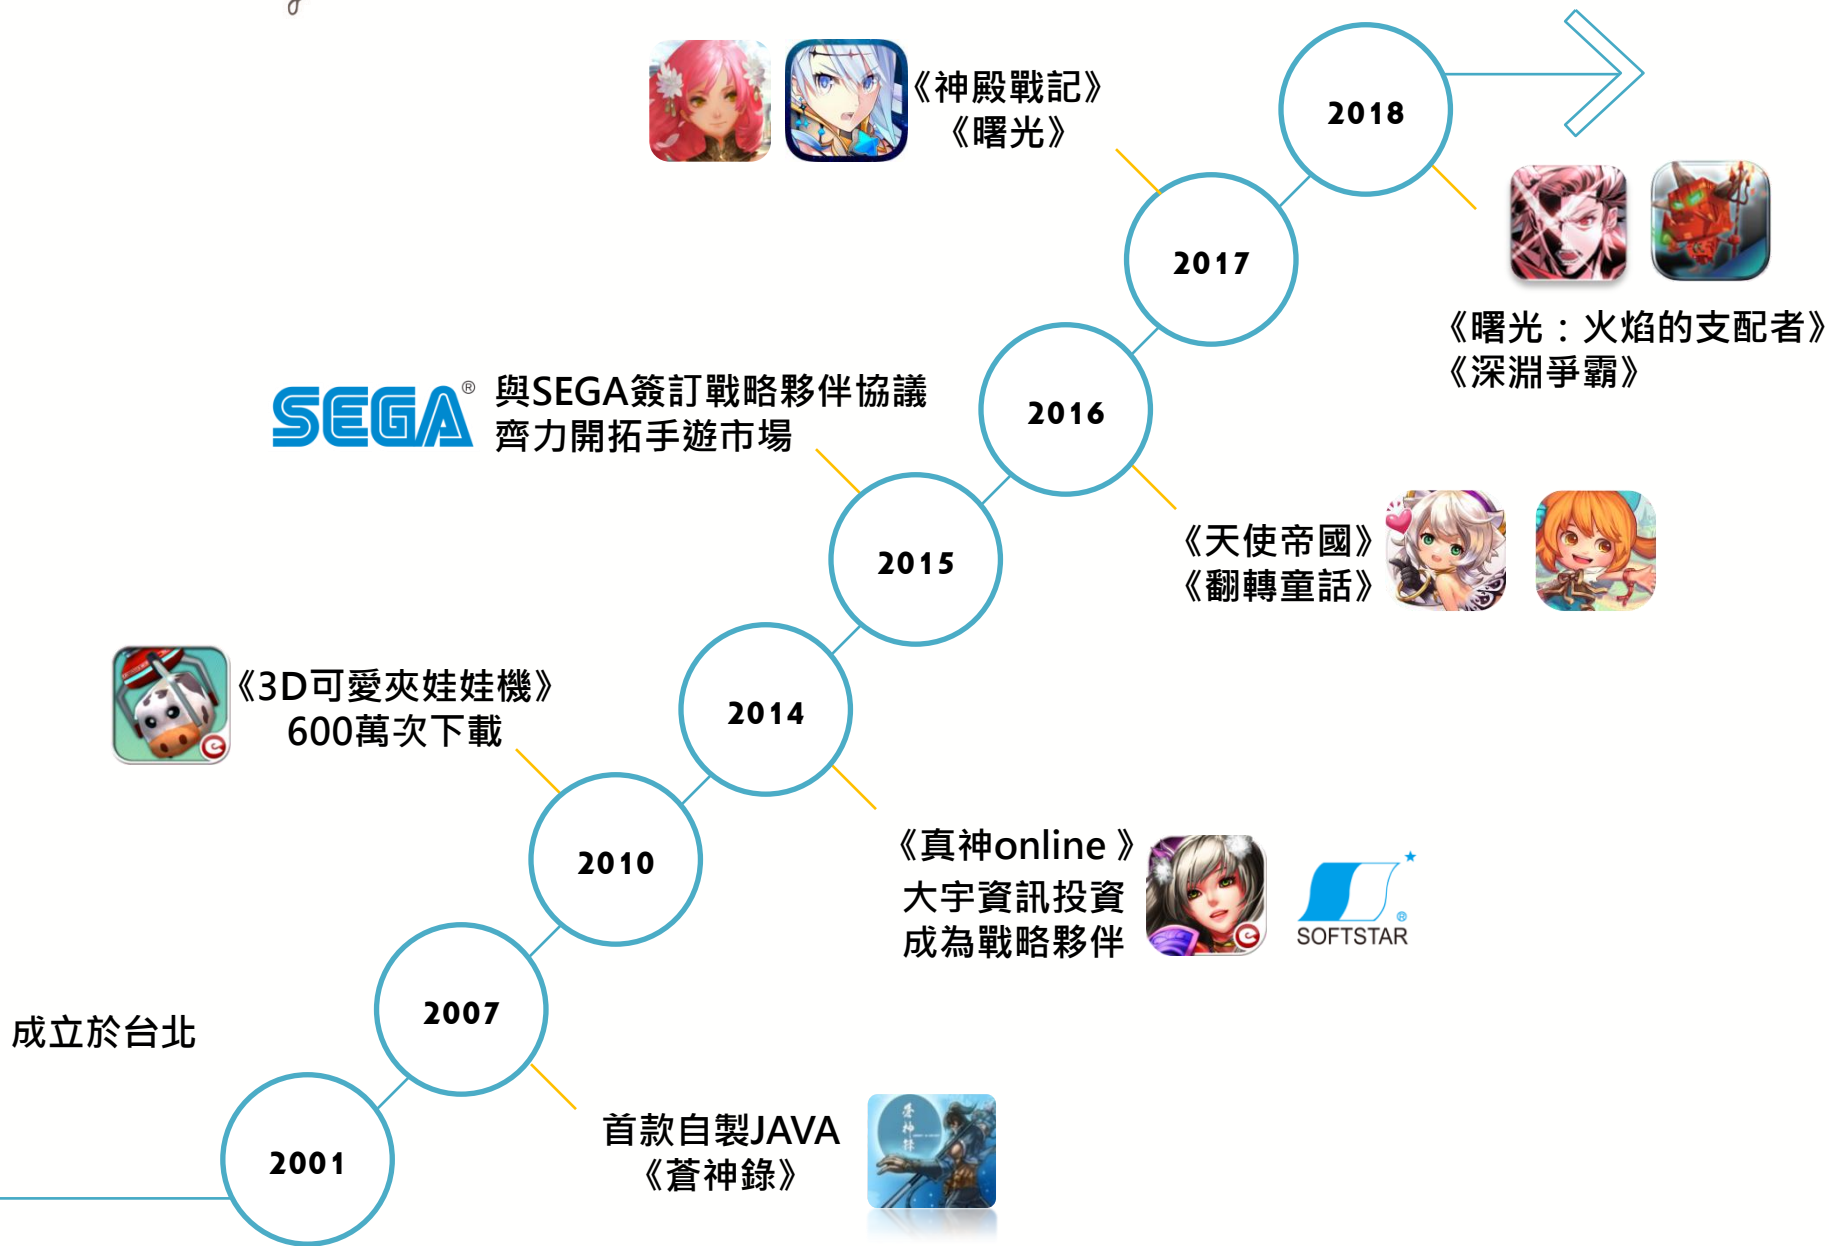 《神殿戰記》
《曙光》
2018
2017
《曙光：火焰的支配者》
《深淵爭霸》
SEGA®
與SEGA簽訂戰略夥伴協議
齊力開拓手遊市場
2016
《天使帝國》
《翻轉童話》
2015
《3D可愛夾娃娃機》
600萬次下載
2014
《真神online》
大宇資訊投資
成為戰略夥伴
SOFTSTAR
®
2010
2007
成立於台北
首款自製JAVA
《蒼神錄》
蒼神錄
2001